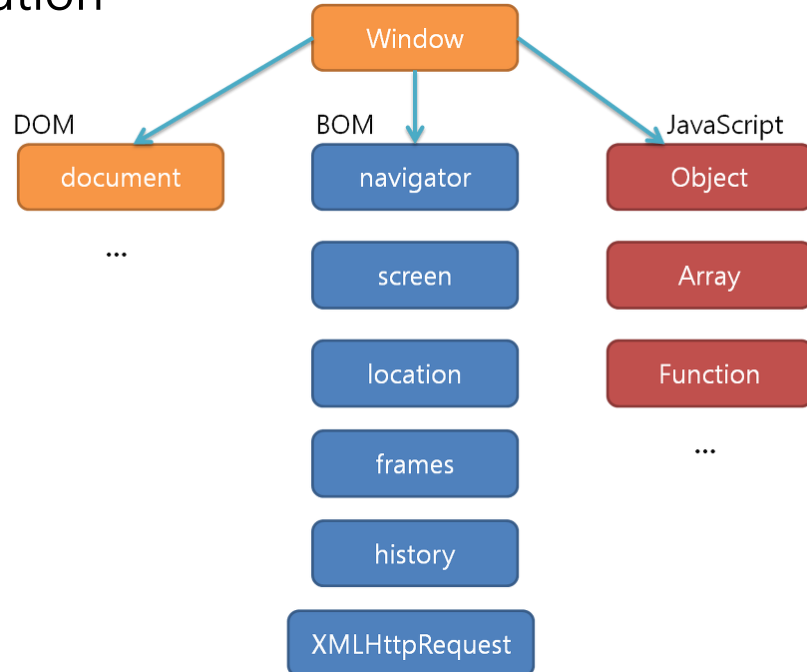 Window
DOM
document
...
BOM
navigator
screen
location
frames
history
XMLHttpRequest
JavaScript
Object
Array
Function
...